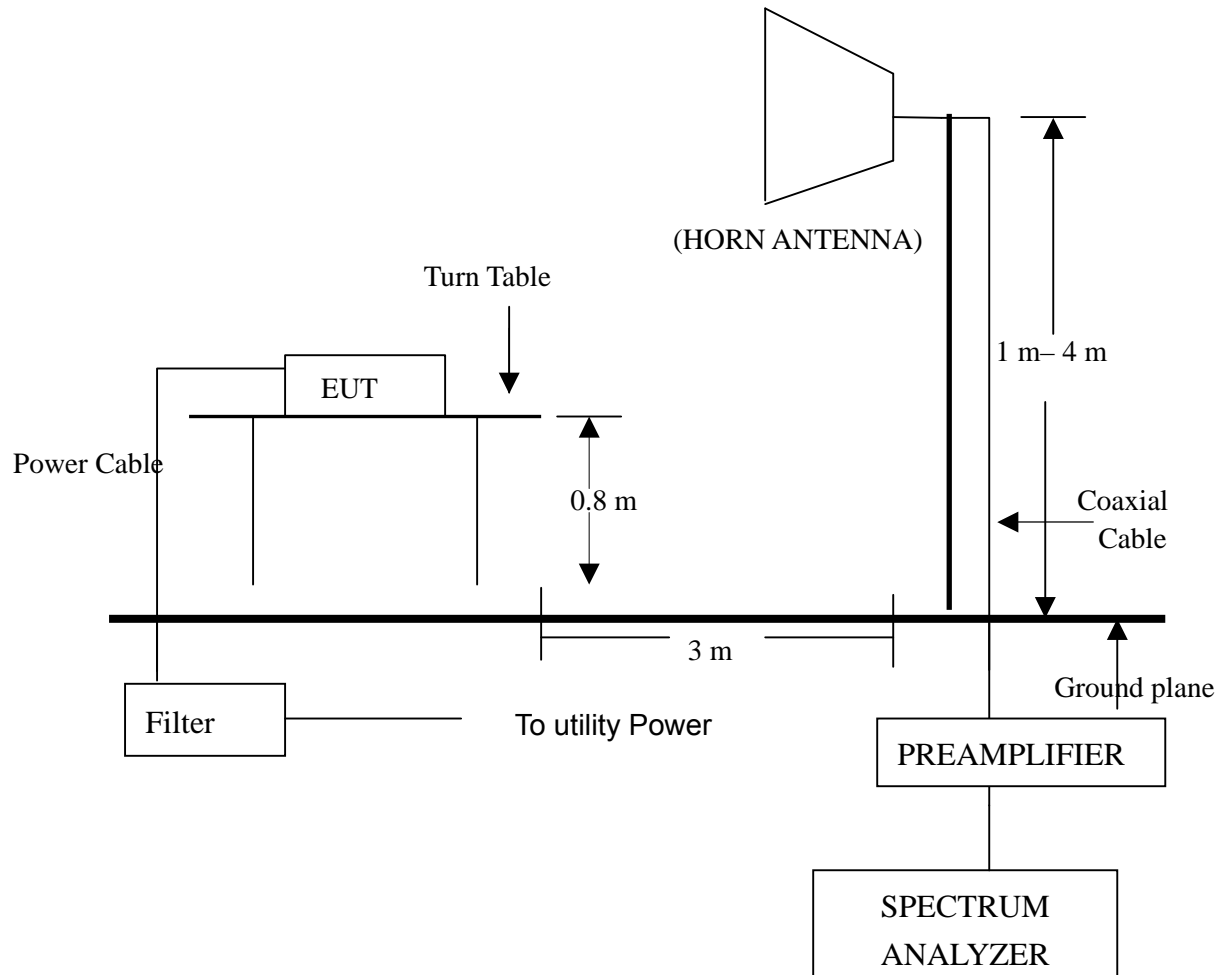 (HORN ANTENNA)
Turn Table
1 m– 4 m
EUT
Power Cable
0.8 m
Coaxial
Cable
3 m
Ground plane
Filter
To utility Power
PREAMPLIFIER
SPECTRUM
ANALYZER